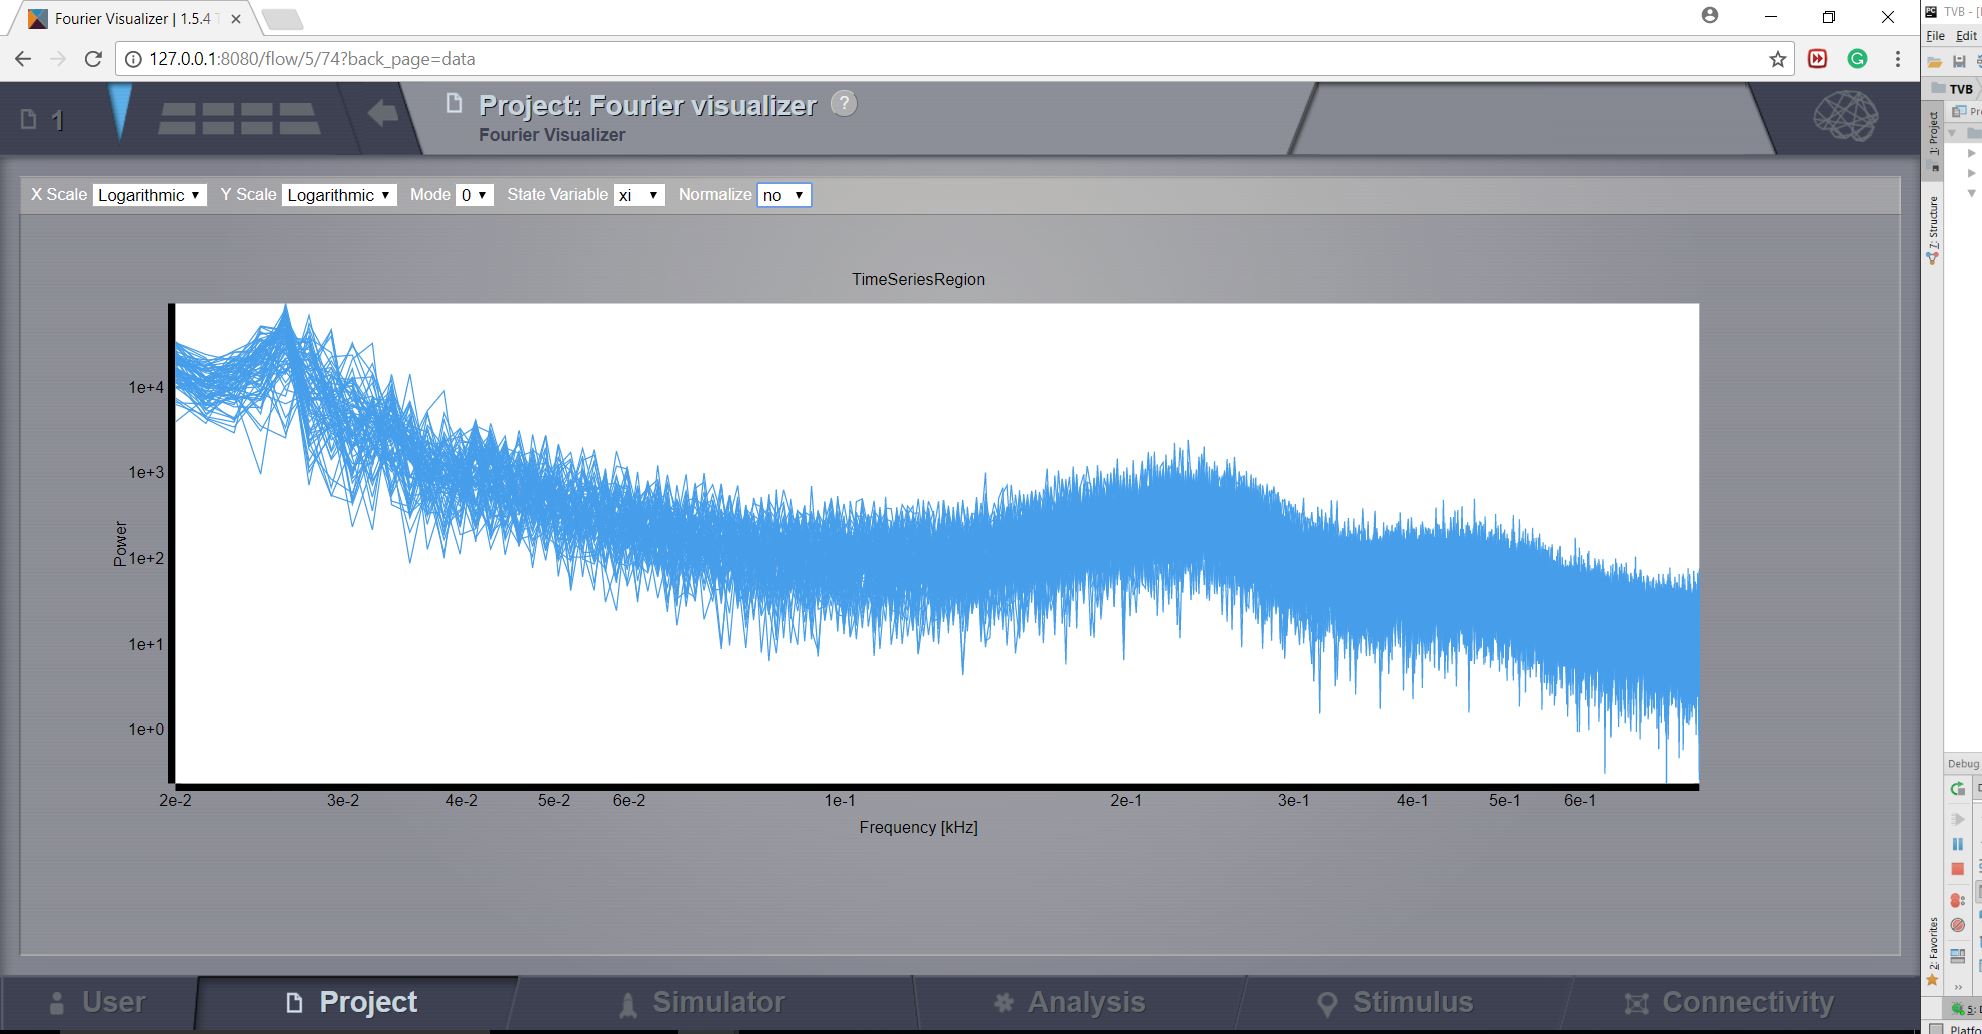 Fourier Visualizer | 1.5.4
127.0.0.1:8080/flow/5/74?back_page=data
1
Project: Fourier visualizer ?
Fourier Visualizer
X Scale Logarithmic Y Scale Logarithmic Mode 0 State Variable xi Normalize no
TimeSeriesRegion
1e+4
1e+3
1e+2
1e+1
1e+0
Power
2e-2 3e-2 4e-2 5e-2 6e-2 1e-1 2e-1 3e-1 4e-1 5e-1 6e-1
Frequency [kHz]
User Project Simulator Analysis Stimulus Connectivity
TVB - [
File Edit
TVB
Pr
1: Project
7: Structure
Debug
2: Favorites
5:
Platfo